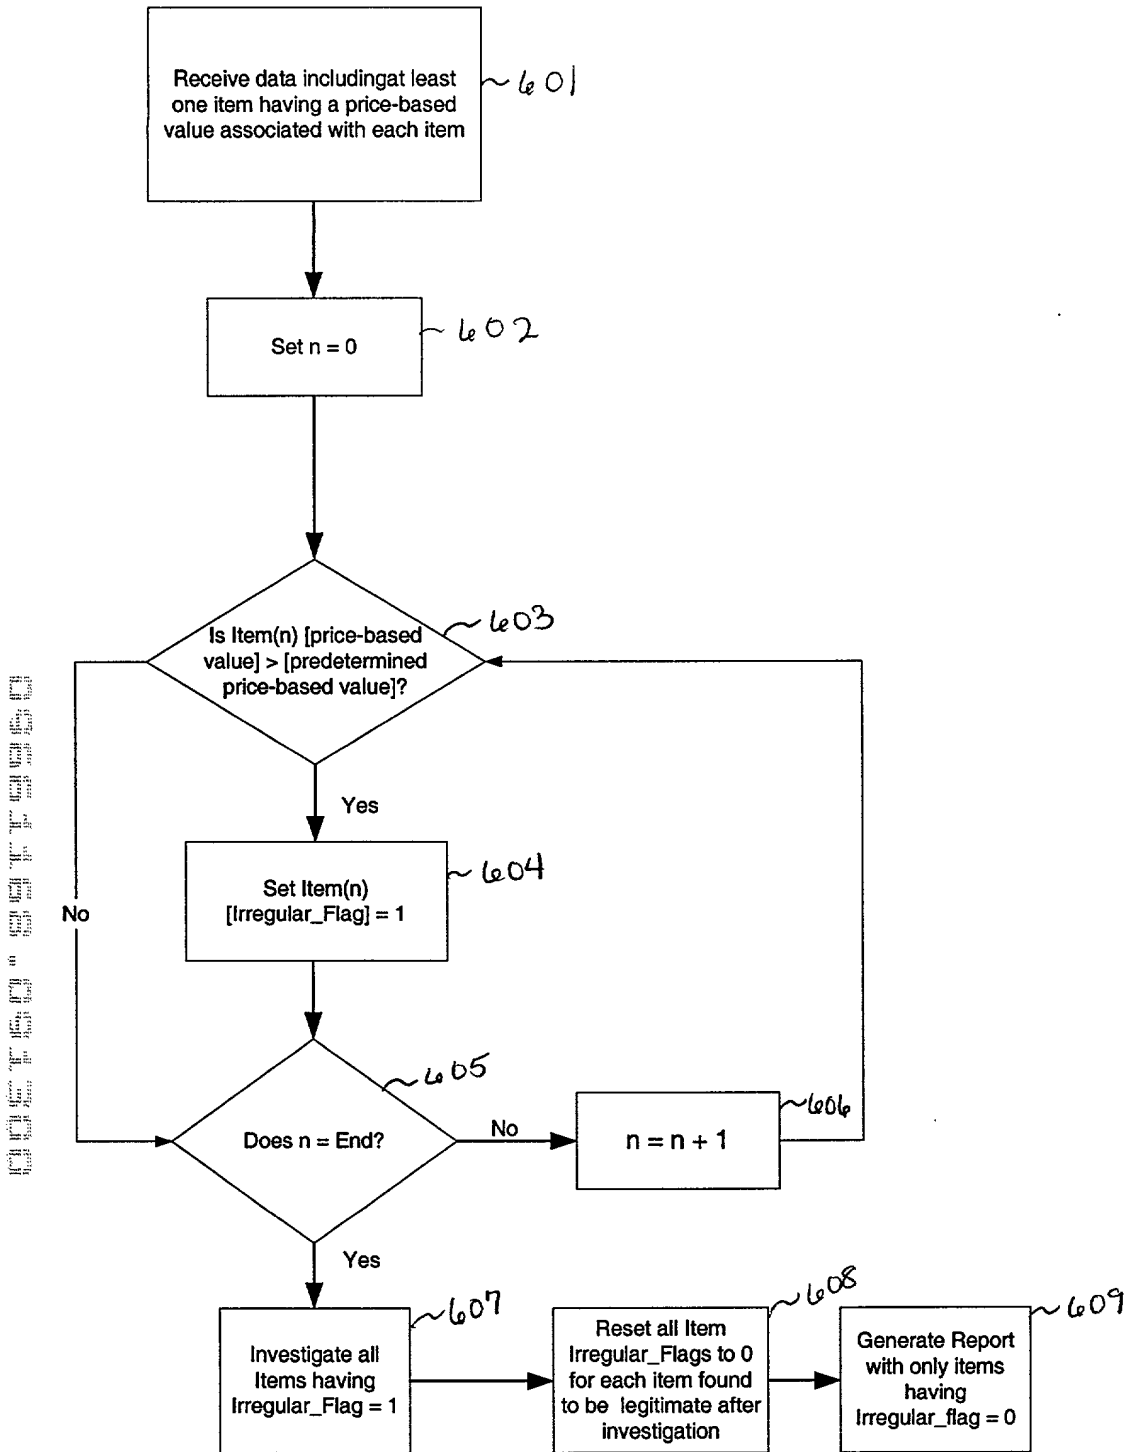 Receive data includingat least
one item having a price-based
value associated with each item
601
Set n = 0
602
Is Item(n) [price-based
value] > [predetermined
price-based value]?
603
Yes
Set Item(n)
[Irregular_Flag] = 1
604
No
Does n = End?
605
No
n = n + 1
606
Yes
Investigate all
Items having
Irregular_Flag = 1
607
Reset all Item
Irregular_Flags to 0
for each item found
to be legitimate after
investigation
608
Generate Report
with only items
having
Irregular_flag = 0
609